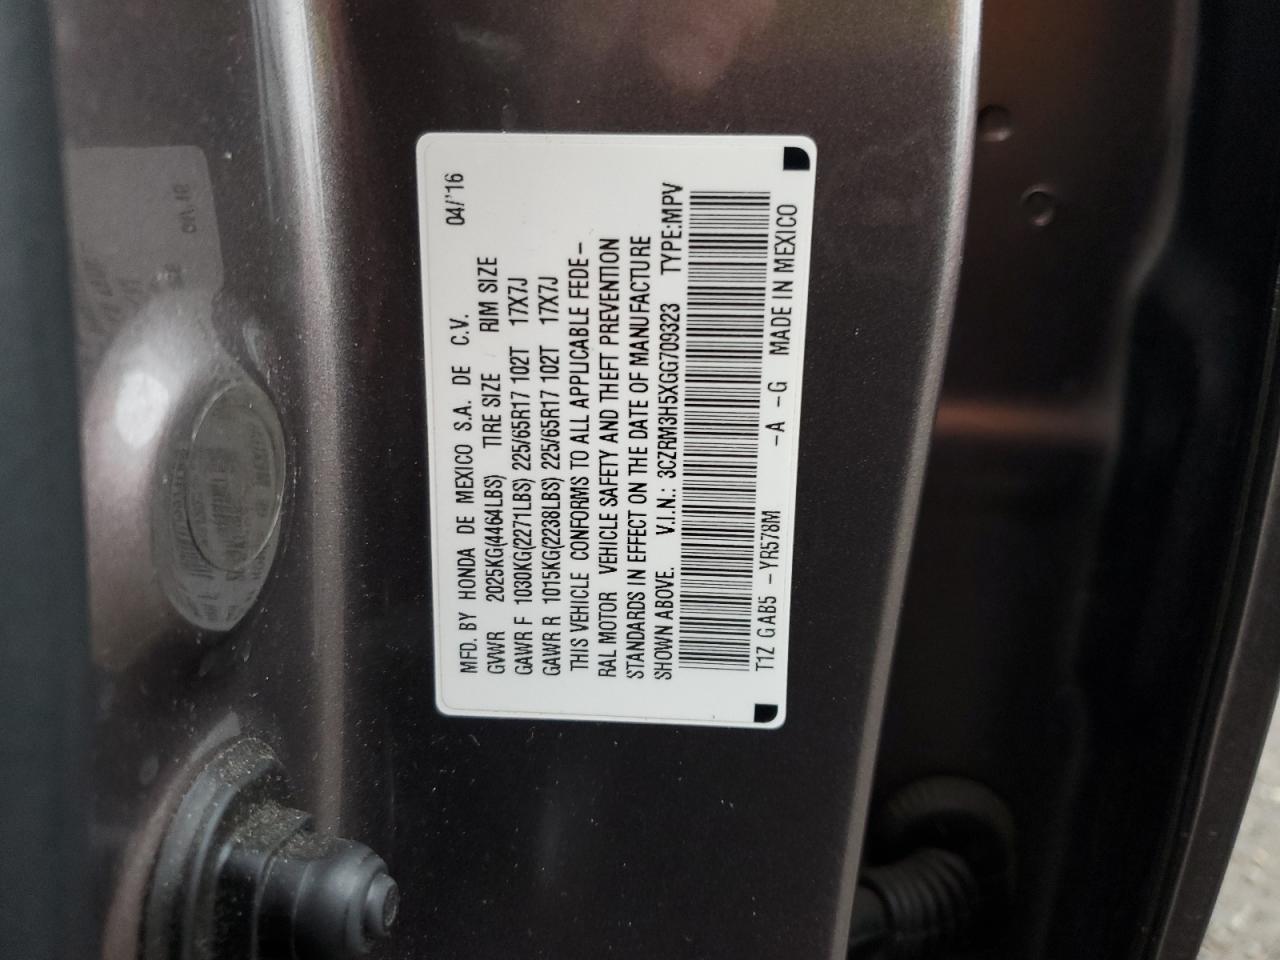 04/'16
MFD. BY HONDA DE MEXICO S.A. DE C.V.
GVWR 2025KG(4464LBS) TIRE SIZE RIM SIZE
GAWR F 1030KG(2271LBS) 225/65R17 102T 17X7J
GAWR R 1015KG(2238LBS) 225/65R17 102T 17X7J
THIS VEHICLE CONFORMS TO ALL APPLICABLE FEDE-
RAL MOTOR VEHICLE SAFETY AND THEFT PREVENTION
STANDARDS IN EFFECT ON THE DATE OF MANUFACTURE
SHOWN ABOVE. V.I.N.: 3CZRM3H5XGG709323 TYPE:MPV
T1Z GAB5 -YR578M -A -G MADE IN MEXICO